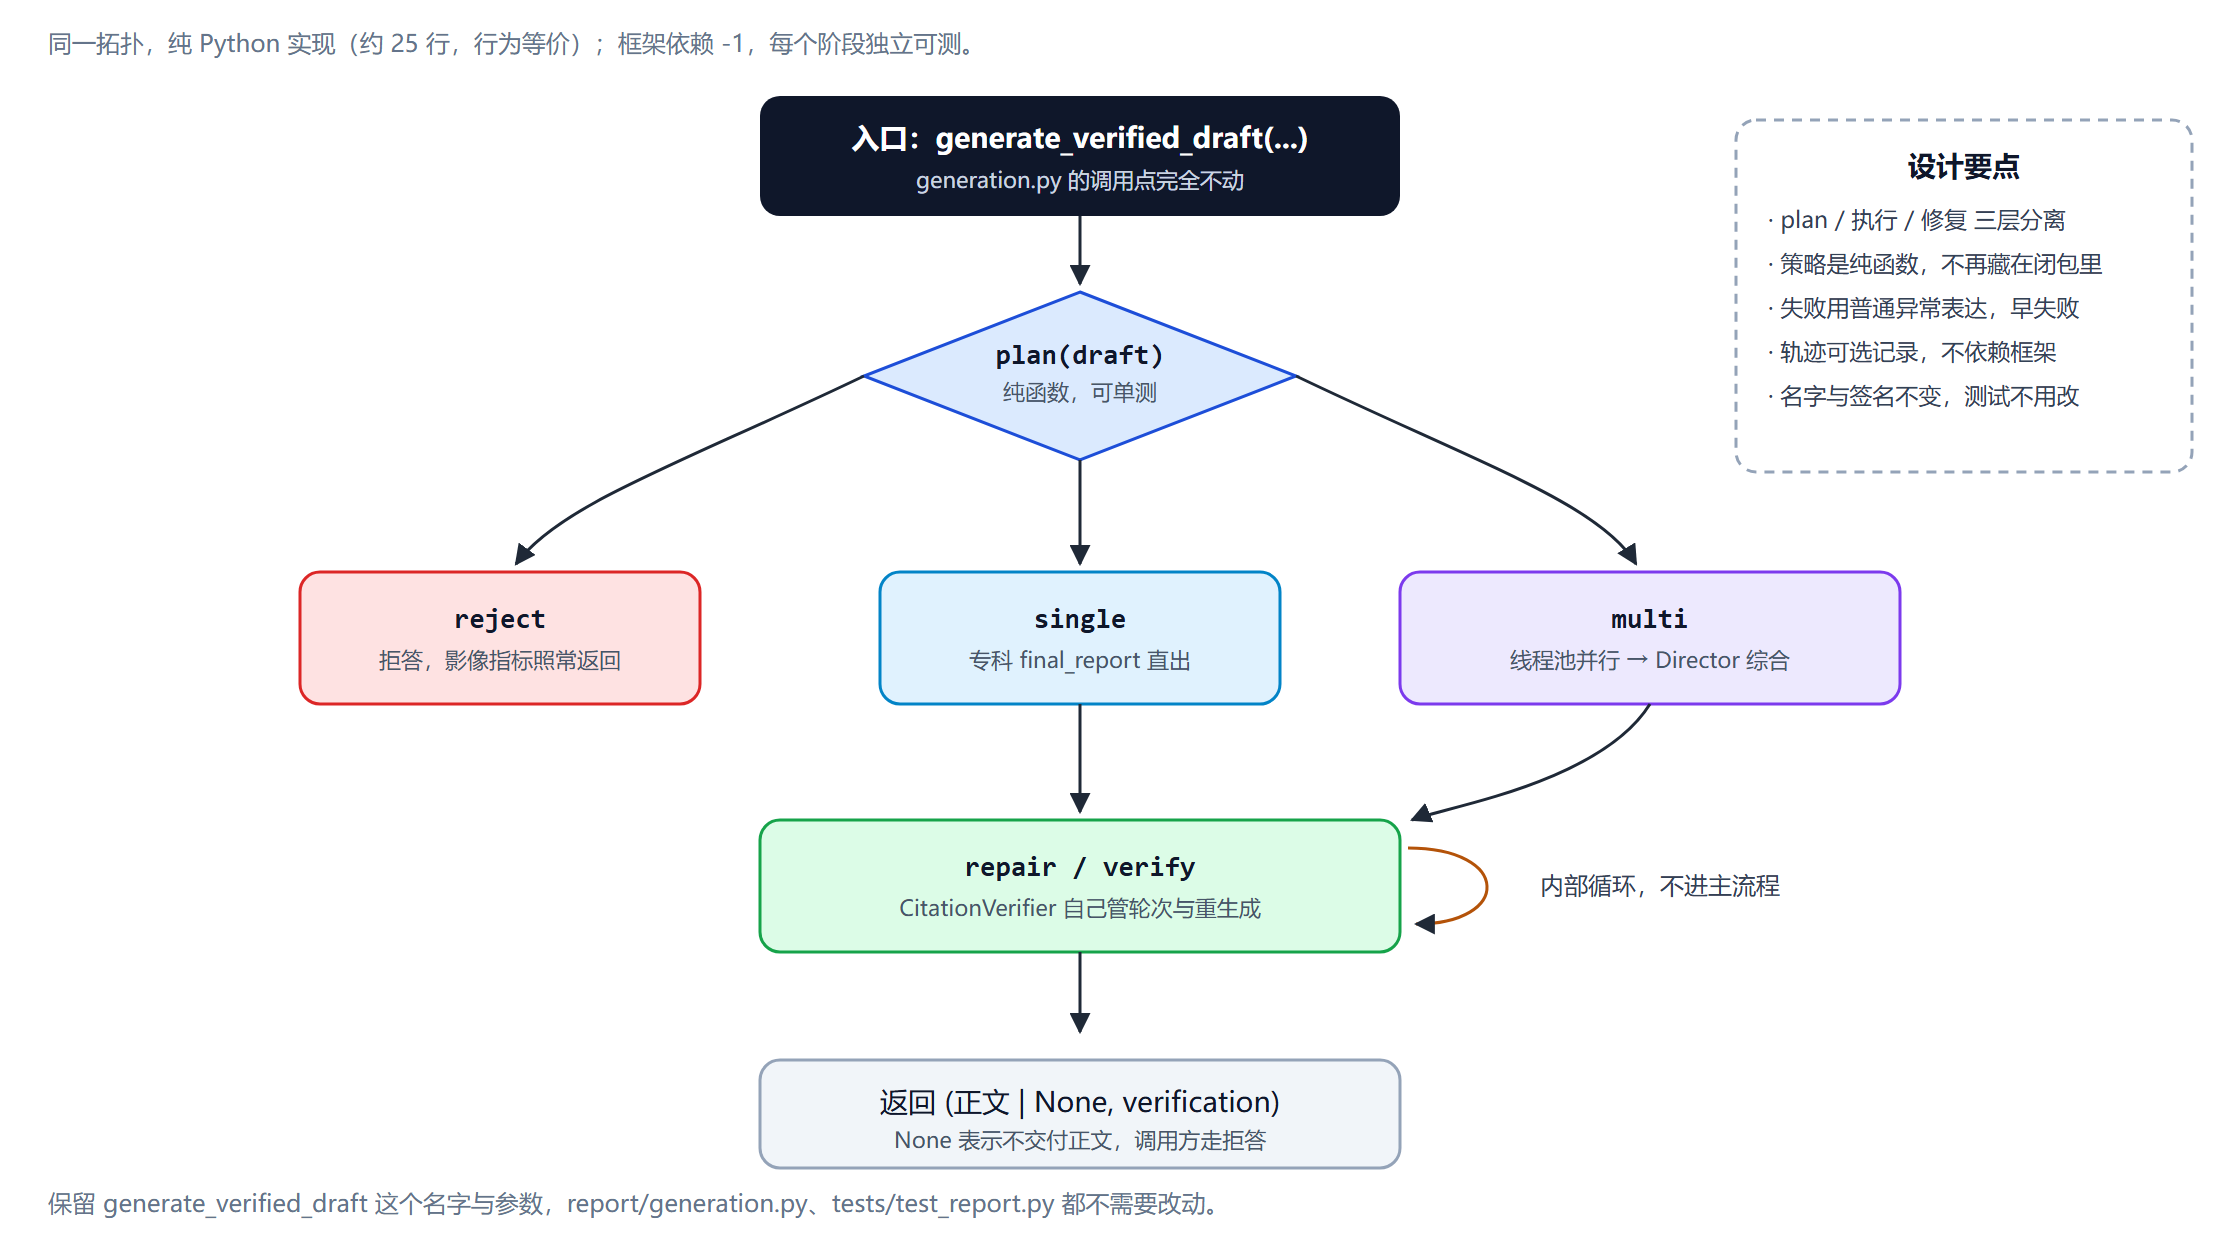 同一拓扑，纯 Python 实现（约 25 行，行为等价）；框架依赖 -1，每个阶段独立可测。
入口：generate_verified_draft(...)
generation.py 的调用点完全不动
设计要点
· plan / 执行 / 修复 三层分离
· 策略是纯函数，不再藏在闭包里
· 失败用普通异常表达，早失败
· 轨迹可选记录，不依赖框架
· 名字与签名不变，测试不用改
plan(draft)
纯函数，可单测
reject
拒答，影像指标照常返回
single
专科 final_report 直出
multi
线程池并行 → Director 综合
repair / verify
CitationVerifier 自己管轮次与重生成
内部循环，不进主流程
返回 (正文 | None, verification)
None 表示不交付正文，调用方走拒答
保留 generate_verified_draft 这个名字与参数，report/generation.py、tests/test_report.py 都不需要改动。